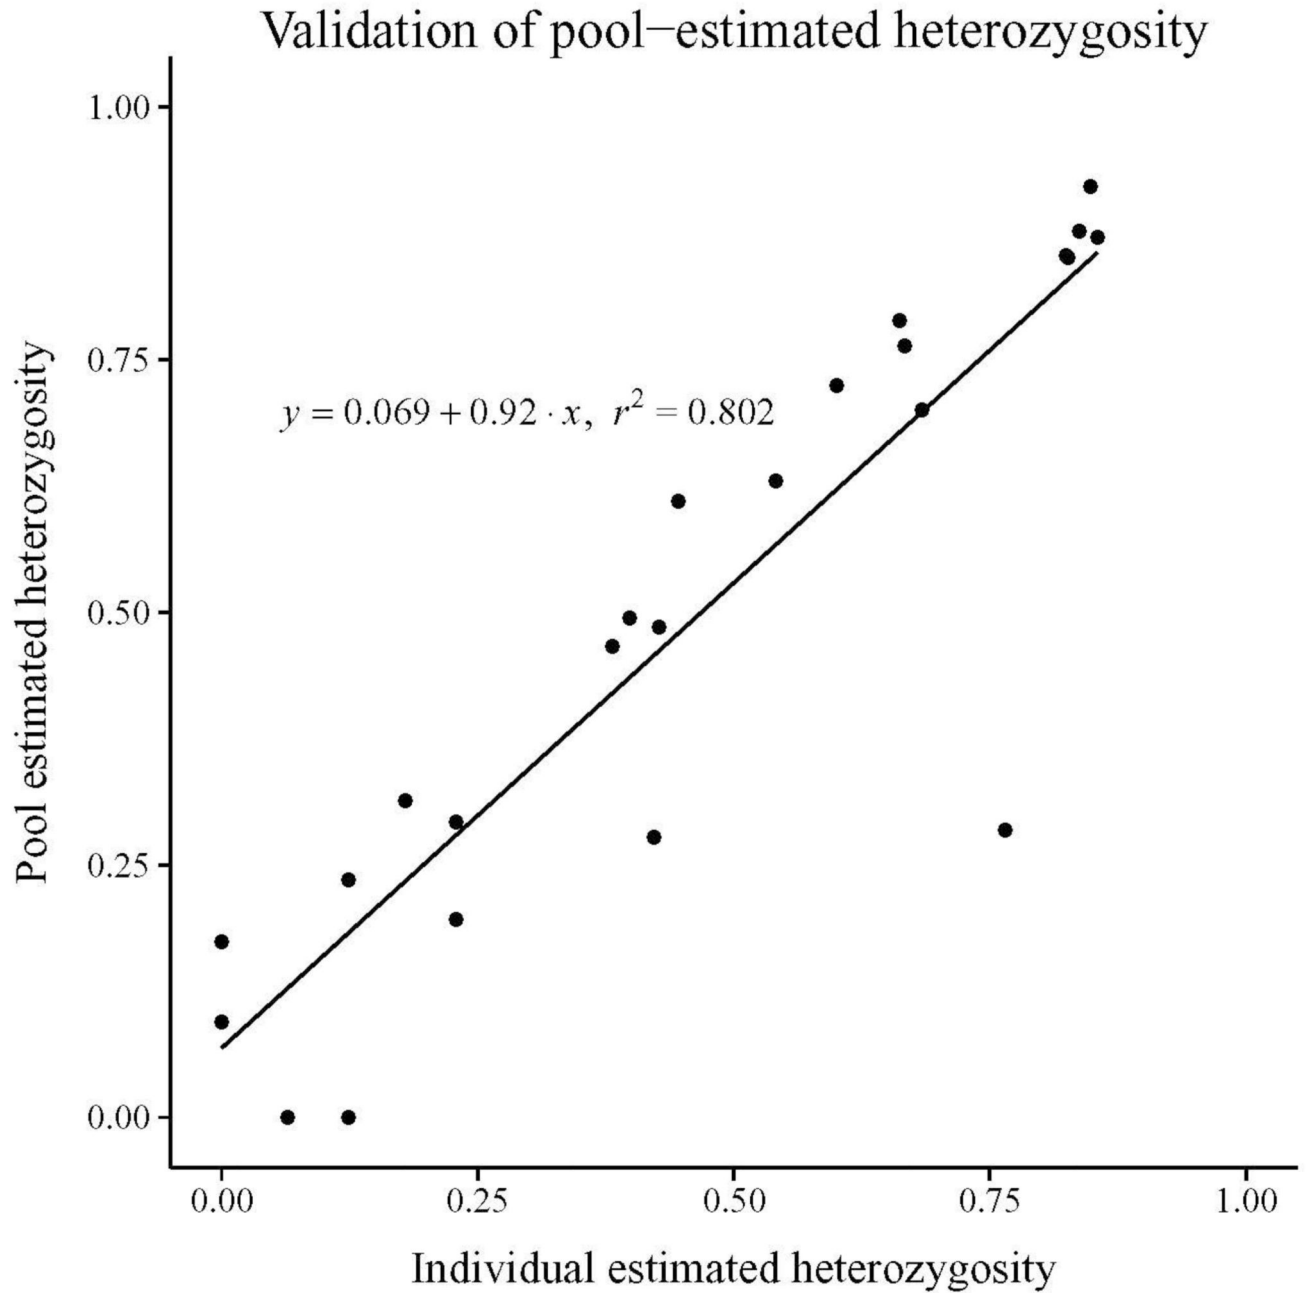 Validation of pool−estimated heterozygosity
Pool estimated heterozygosity
1.00
0.75
0.50
0.25
0.00
y = 0.069 + 0.92 · x, r² = 0.802
0.00 0.25 0.50 0.75 1.00
Individual estimated heterozygosity